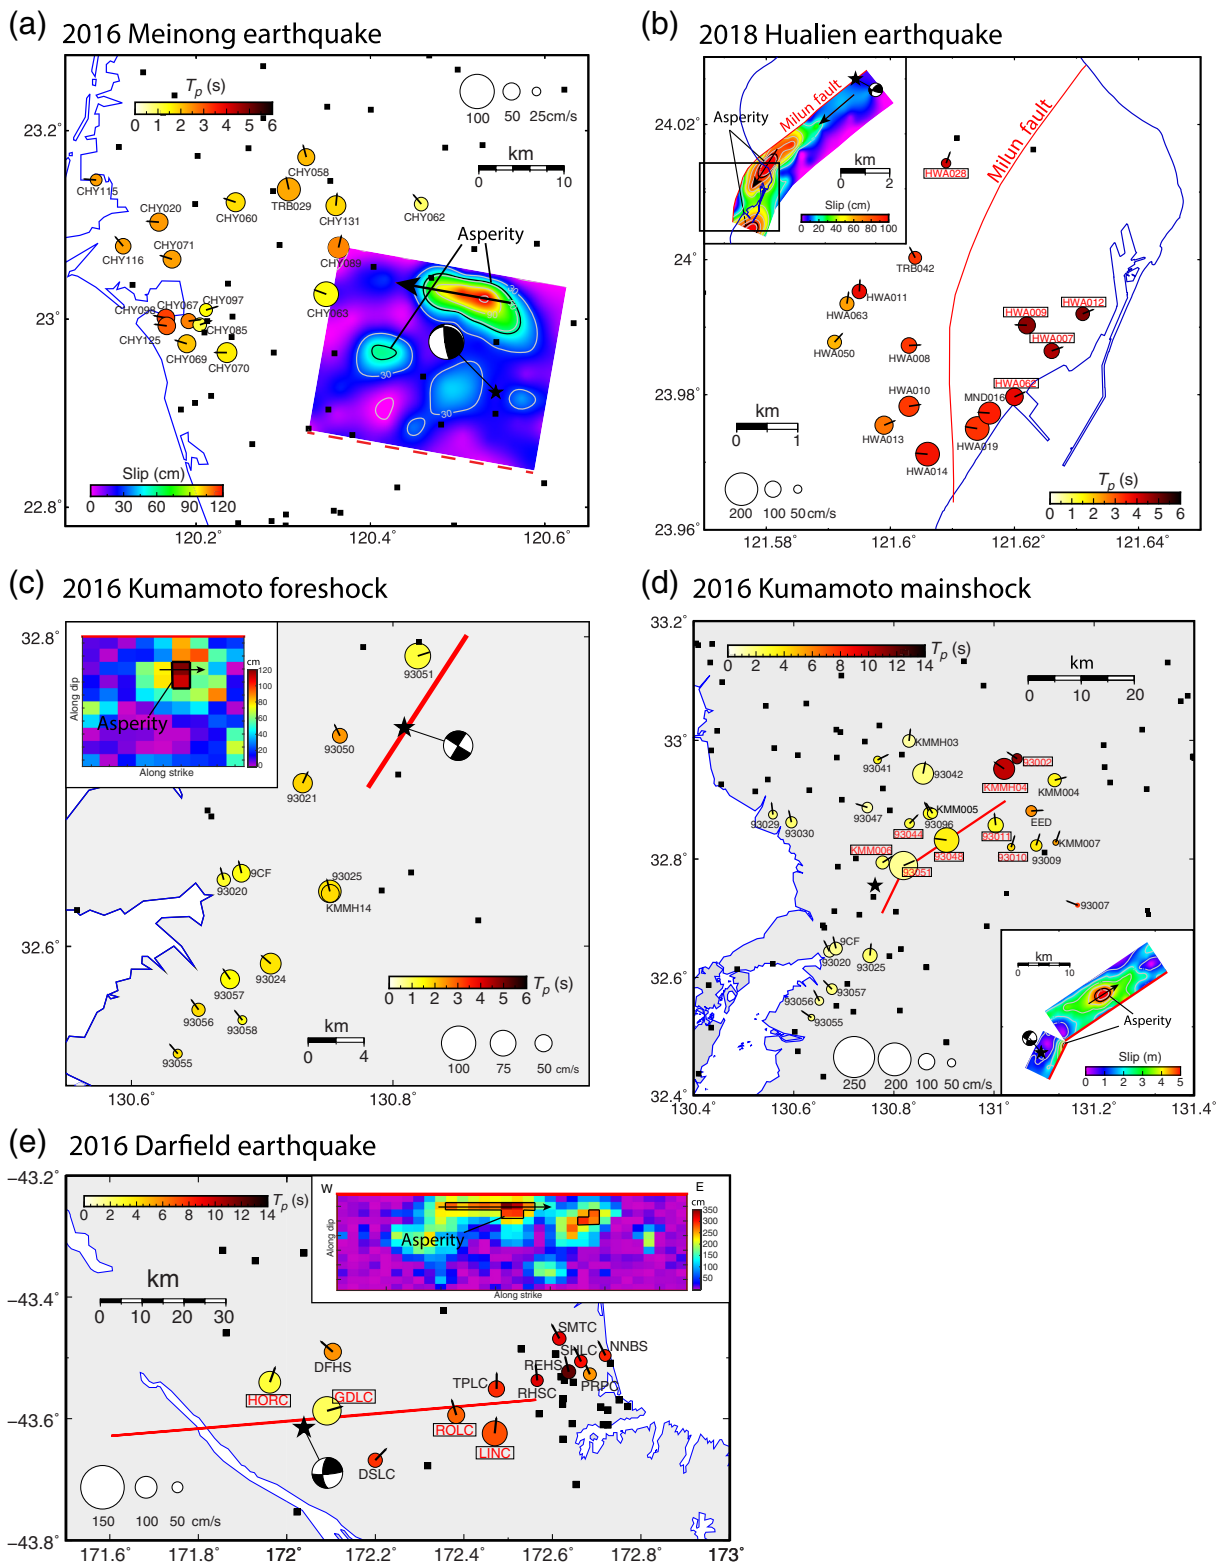 (a) 2016 Meinong earthquake
Tp (s)
0 1 2 3 4 5 6
100 50 25cm/s
km
0 10
23.2°
23°
22.8°
120.2° 120.4° 120.6°
CHY115
CHY058
TRB029
CHY060
CHY131
CHY062
CHY020
CHY116
CHY071
CHY089
Asperity
CHY063
CHY097
CHY067
CHY085
CHY125
CHY069
CHY070
30
30
30
Slip (cm)
0 30 60 90 120
(b) 2018 Hualien earthquake
24.02°
24°
23.98°
23.96°
121.58° 121.6° 121.62° 121.64°
Asperity
Milun fault
km
0 2
Slip (cm)
0 20 40 60 80 100
Milun fault
HWA028
TRB042
HWA011
HWA063
HWA050
HWA008
HWA009
HWA012
HWA007
HWA062
HWA010
MND016
HWA013
HWA019
HWA014
km
0 1
200 100 50 cm/s
Tp (s)
0 1 2 3 4 5 6
(c) 2016 Kumamoto foreshock
32.8°
32.6°
130.6° 130.8°
cm
120
100
80
60
40
20
0
Along dip
Asperity
Along strike
93051
93050
93021
9CF
93020
93025
KMMH14
93024
93057
93056
93058
93055
Tp (s)
0 1 2 3 4 5 6
km
0 4
100 75 50 cm/s
(d) 2016 Kumamoto mainshock
Tp (s)
0 2 4 6 8 10 12 14
km
0 10 20
33.2°
33°
32.8°
32.6°
32.4°
130.4° 130.6° 130.8° 131° 131.2° 131.4°
KMMH03
93041
93042
93002
KMMH04
KMM004
93047
KMM005
93096
93029
93030
93044
93011
EED
KMM006
93048
93010
93009
KMM007
93051
93007
9CF
93020
93025
93057
93056
93055
250 200 100 50 cm/s
km
0 10
Asperity
Slip (m)
0 1 2 3 4 5
(e) 2016 Darfield earthquake
−43.2°
−43.4°
−43.6°
−43.8°
171.6° 171.8° 172° 172.2° 172.4° 172.6° 172.8° 173°
Tp (s)
0 2 4 6 8 10 12 14
km
0 10 20 30
W E
cm
350
300
250
200
150
100
50
Along dip
Asperity
Along strike
SMTC
SHLC
NNBS
REHS
PRPC
RHSC
TPLC
DFHS
HORC
GDLC
ROLC
LINC
DSLC
150 100 50 cm/s